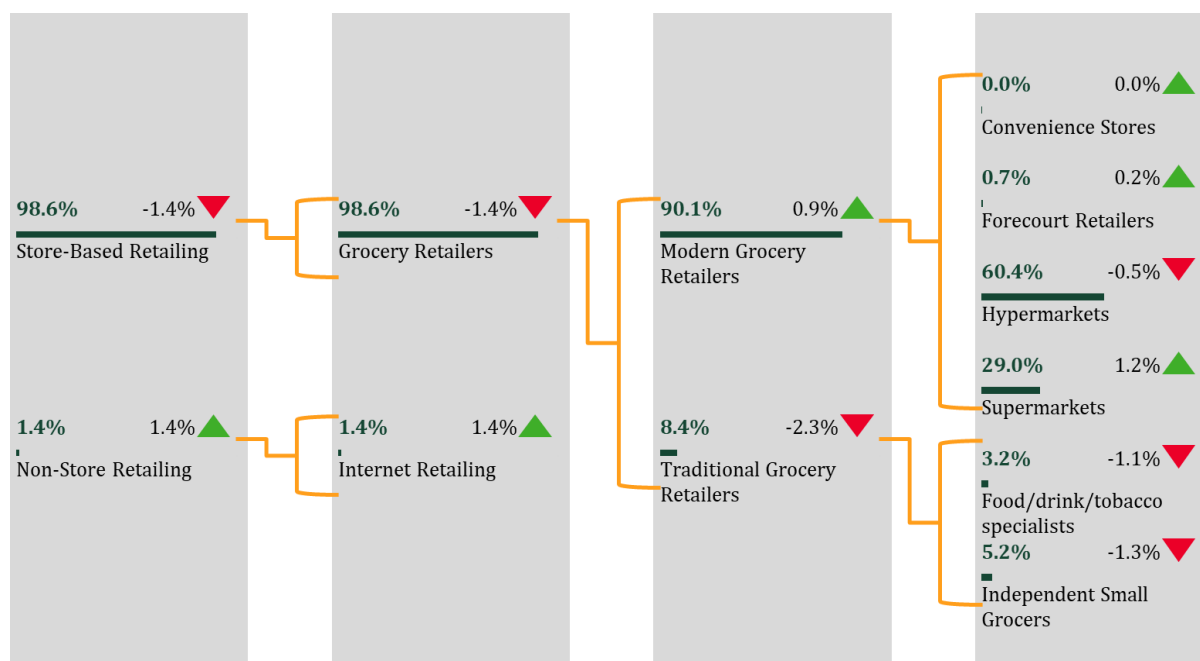 98.6% -1.4%
Store-Based Retailing
1.4% 1.4%
Non-Store Retailing
98.6% -1.4%
Grocery Retailers
1.4% 1.4%
Internet Retailing
90.1% 0.9%
Modern Grocery
Retailers
8.4% -2.3%
Traditional Grocery
Retailers
0.0% 0.0%
Convenience Stores
0.7% 0.2%
Forecourt Retailers
60.4% -0.5%
Hypermarkets
29.0% 1.2%
Supermarkets
3.2% -1.1%
Food/drink/tobacco
specialists
5.2% -1.3%
Independent Small
Grocers